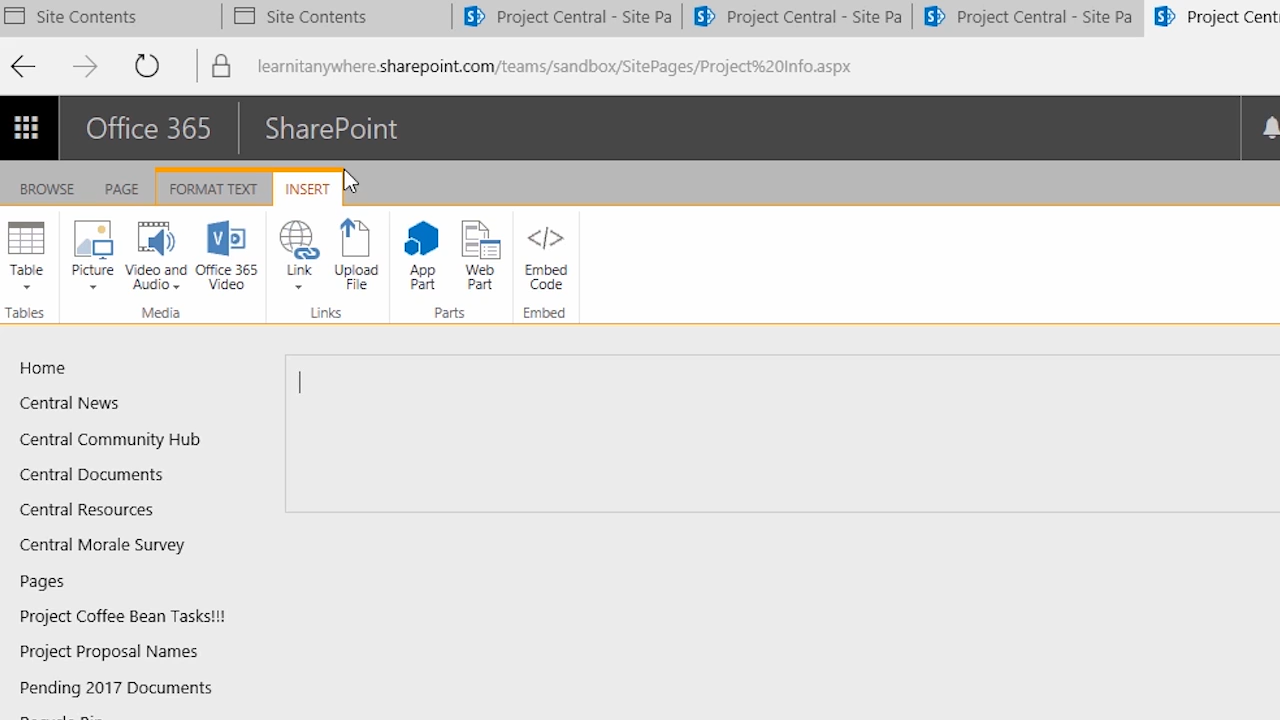 Site Contents
Site Contents
Project Central - Site Pa
Project Central - Site Pa
Project Central - Site Pa
Project Cent
learnitanywhere.sharepoint.com/teams/sandbox/SitePages/Project%20Info.aspx
Office 365
SharePoint
BROWSE
PAGE
FORMAT TEXT
INSERT
Table
Picture
Video and
Audio
Office 365
Video
Link
Upload
File
App
Part
Web
Part
Embed
Code
Tables
Media
Links
Parts
Embed
Home
Central News
Central Community Hub
Central Documents
Central Resources
Central Morale Survey
Pages
Project Coffee Bean Tasks!!!
Project Proposal Names
Pending 2017 Documents
Recycle Bin